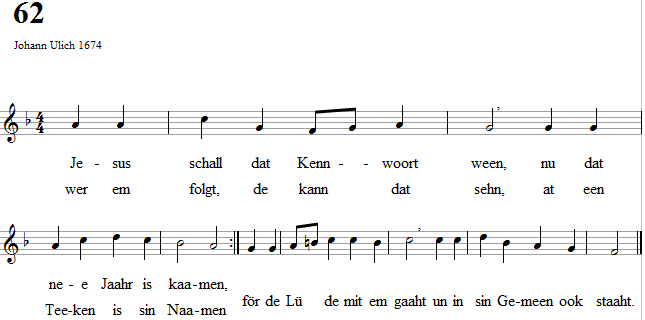 62
Johann Ulich 1674
Je - sus schall dat Kenn - - woort ween, nu dat
wer em folgt, de kann dat sehn, at een
ne - e Jaahr is kaa-men,
Tee-ken is sin Naa-men
för de Lü de mit em gaaht un in sin Ge-meen ook staaht.